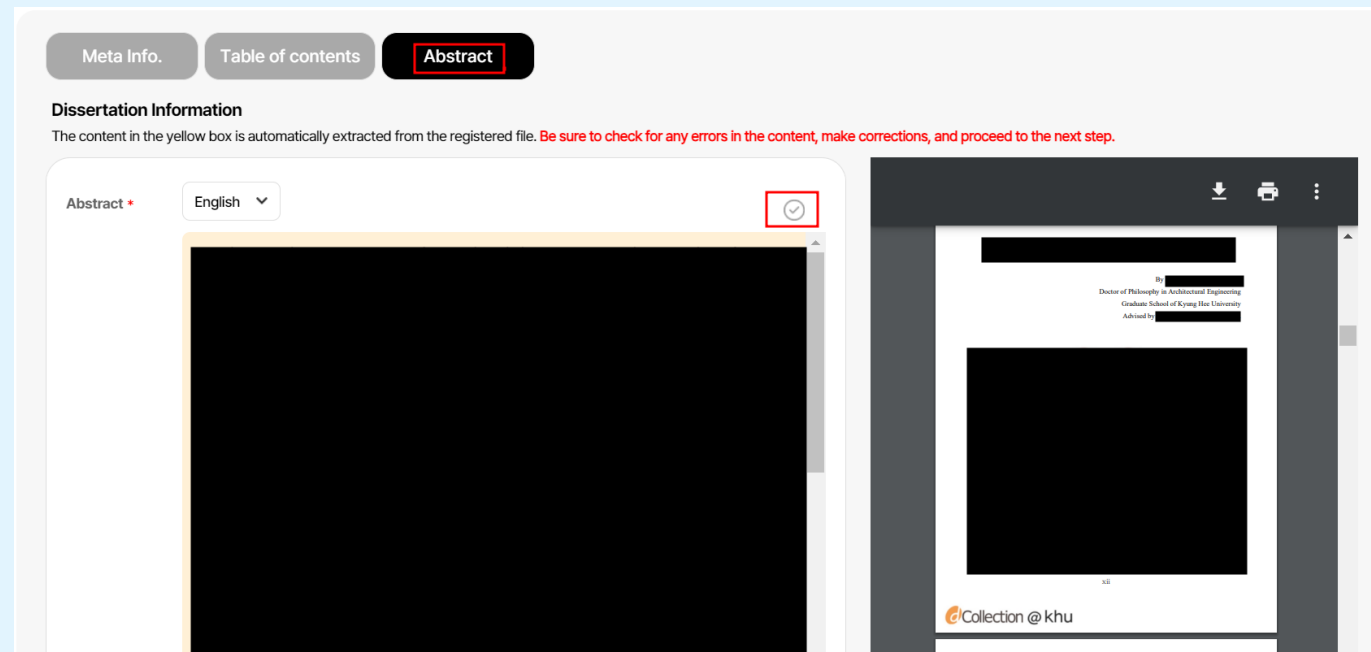 Meta Info.
Table of contents
Abstract
Dissertation Information
The content in the yellow box is automatically extracted from the registered file. Be sure to check for any errors in the content, make corrections, and proceed to the next step.
Abstract *
English
By
Doctor of Philosophy in Architectural Engineering
Graduate School of Kyung Hee University
Advised by
xii
dCollection @ khu